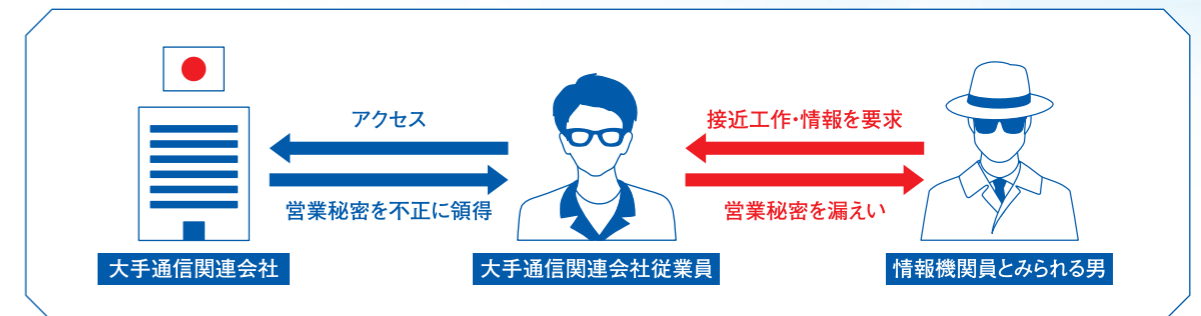 アクセス
営業秘密を不正に領得
接近工作・情報を要求
営業秘密を漏えい
大手通信関連会社
大手通信関連会社従業員
情報機関員とみられる男